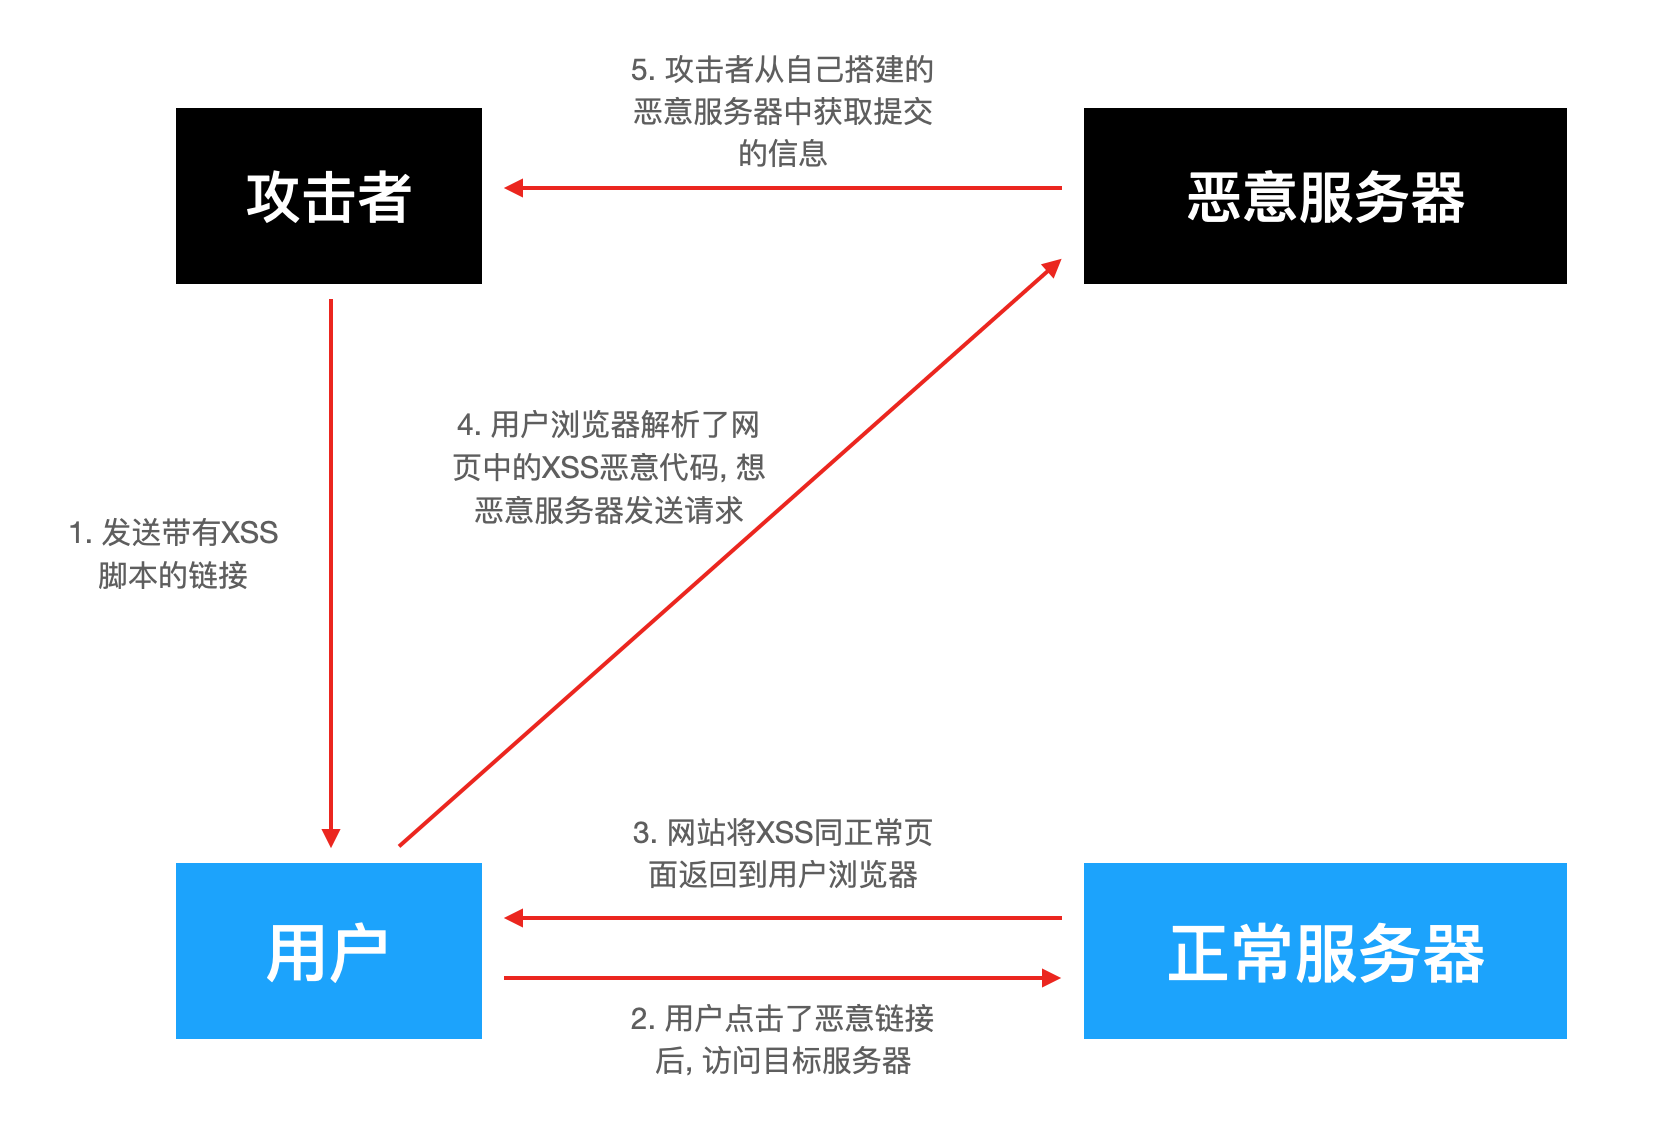 5. 攻击者从自己搭建的
恶意服务器中获取提交
的信息
攻击者
恶意服务器
4. 用户浏览器解析了网
页中的XSS恶意代码, 想
恶意服务器发送请求
1. 发送带有XSS
脚本的链接
3. 网站将XSS同正常页
面返回到用户浏览器
用户
正常服务器
2. 用户点击了恶意链接
后, 访问目标服务器